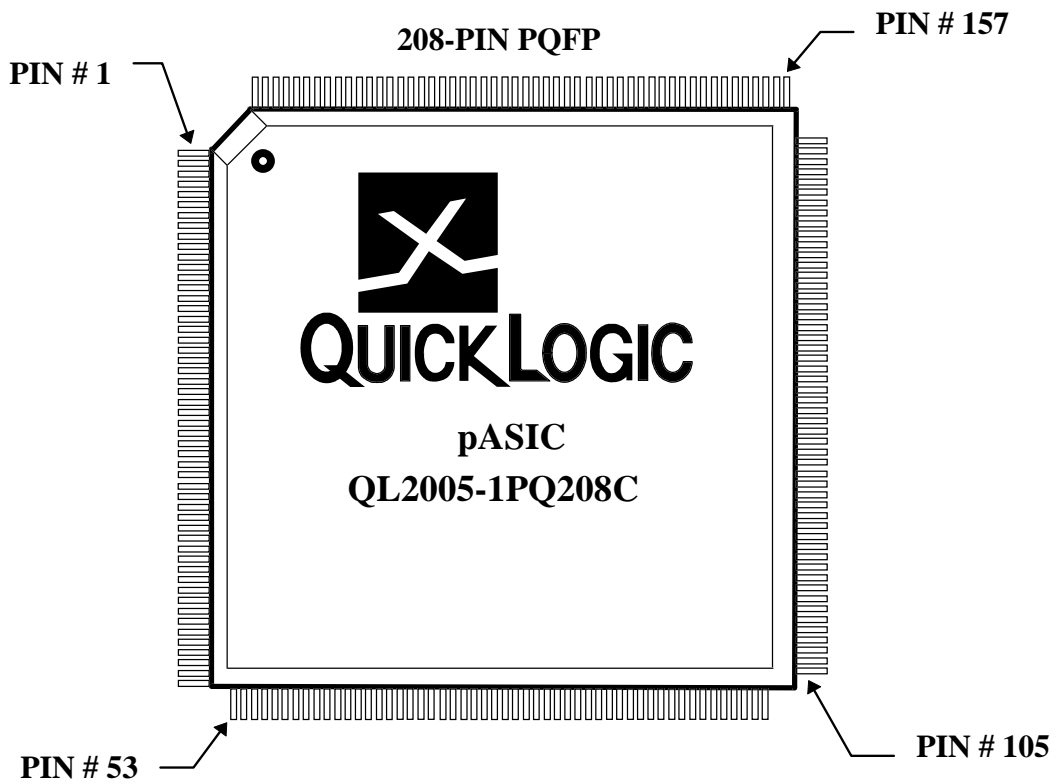 208-PIN PQFP
PIN # 157
PIN # 1
QUICKLOGIC
pASIC
QL2005-1PQ208C
PIN # 105
PIN # 53